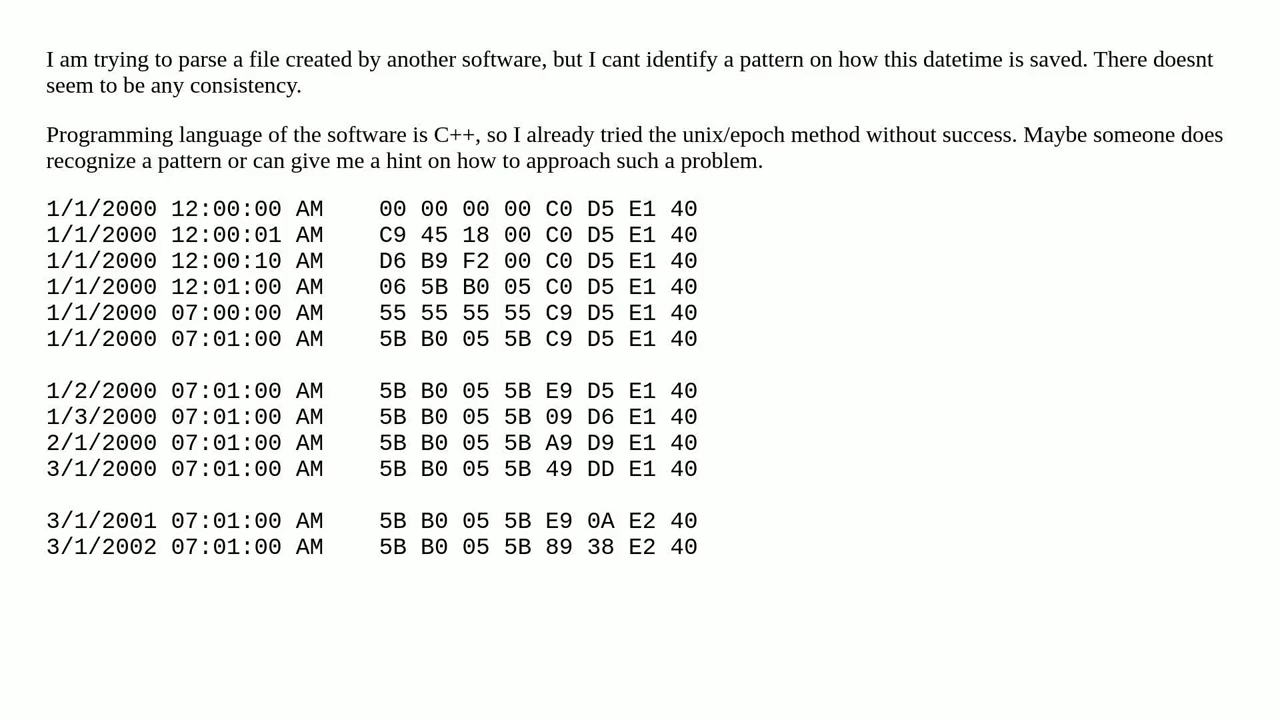 I am trying to parse a file created by another software, but I cant identify a pattern on how this datetime is saved. There doesnt
seem to be any consistency.
Programming language of the software is C++, so I already tried the unix/epoch method without success. Maybe someone does
recognize a pattern or can give me a hint on how to approach such a problem.
1/1/2000 12:00:00 AM    00 00 00 00 C0 D5 E1 40
1/1/2000 12:00:01 AM    C9 45 18 00 C0 D5 E1 40
1/1/2000 12:00:10 AM    D6 B9 F2 00 C0 D5 E1 40
1/1/2000 12:01:00 AM    06 5B B0 05 C0 D5 E1 40
1/1/2000 07:00:00 AM    55 55 55 55 C9 D5 E1 40
1/1/2000 07:01:00 AM    5B B0 05 5B C9 D5 E1 40
1/2/2000 07:01:00 AM    5B B0 05 5B E9 D5 E1 40
1/3/2000 07:01:00 AM    5B B0 05 5B 09 D6 E1 40
2/1/2000 07:01:00 AM    5B B0 05 5B A9 D9 E1 40
3/1/2000 07:01:00 AM    5B B0 05 5B 49 DD E1 40
3/1/2001 07:01:00 AM    5B B0 05 5B E9 0A E2 40
3/1/2002 07:01:00 AM    5B B0 05 5B 89 38 E2 40